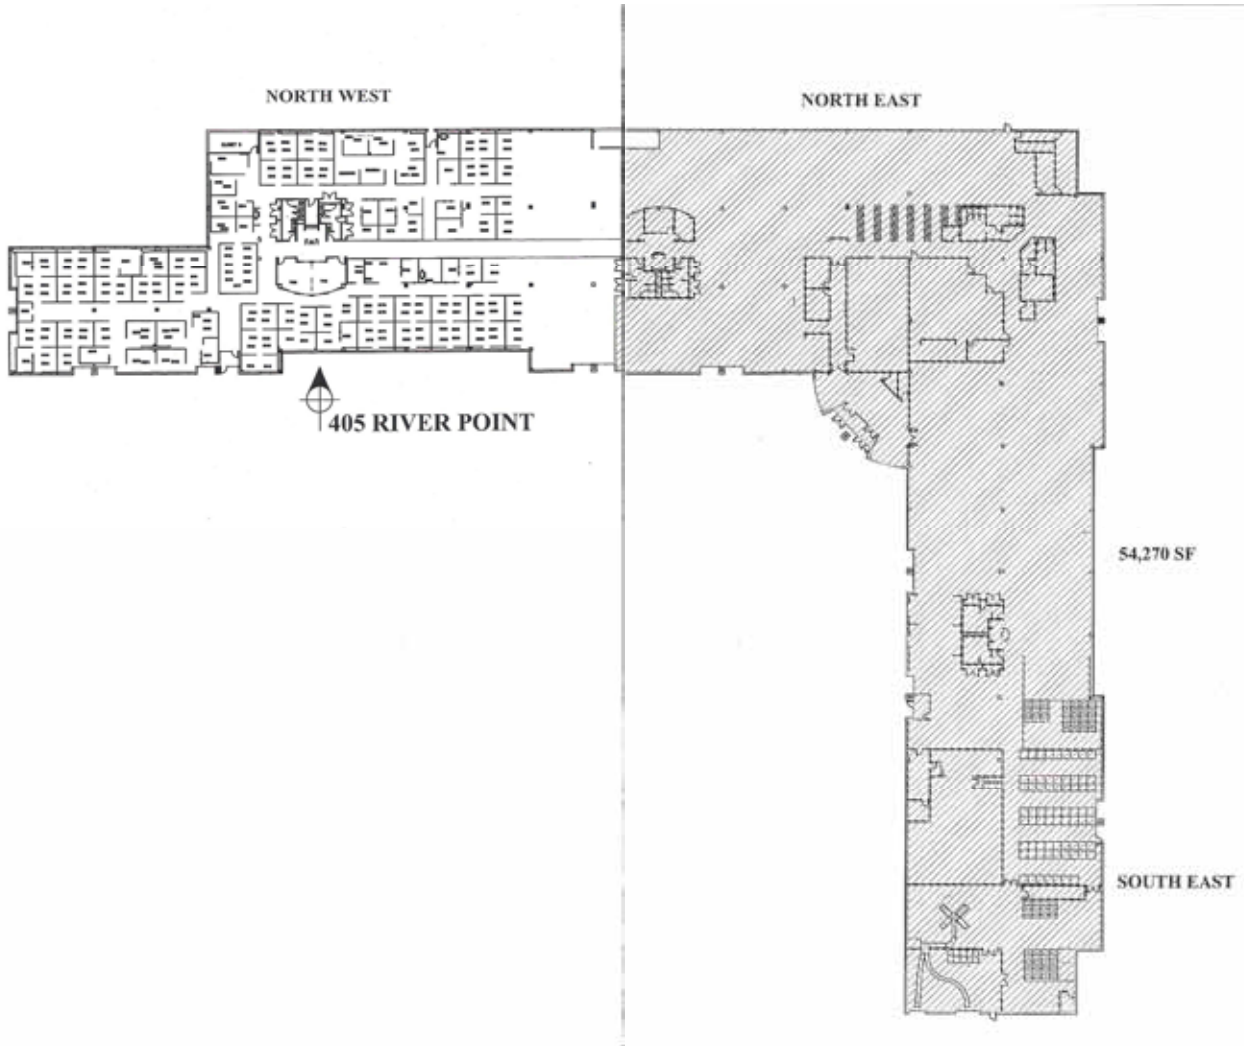 NORTH WEST
NORTH EAST
405 RIVER POINT
54,270 SF
SOUTH EAST